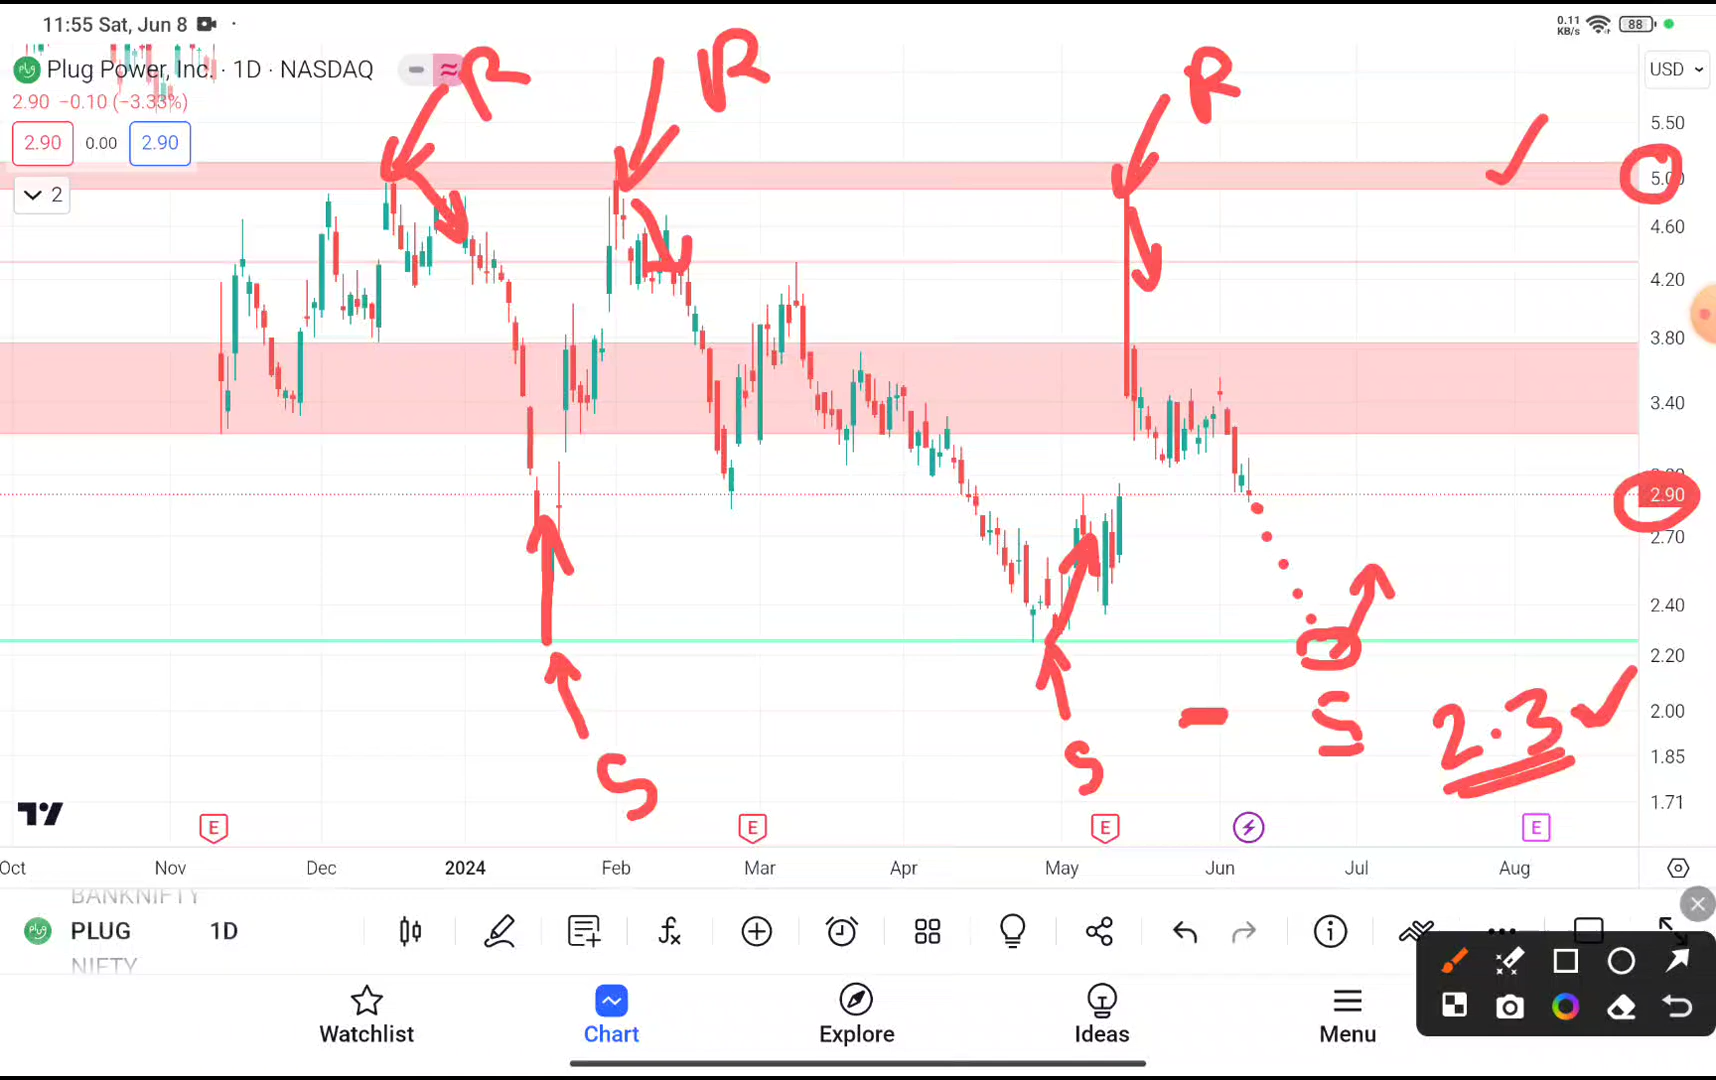 11:55 Sat, Jun 8
0.11 KB/s
88
Plug Power, Inc. · 1D · NASDAQ
USD
2.90 −0.10 (−3.33%)
2.90 0.00 2.90
2
R
R
R
5.50
5.00
4.60
4.20
3.80
3.40
2.90
2.70
2.40
2.20
2.00
1.85
1.71
S
S
- S 2.3
E
E
E
E
Oct Nov Dec 2024 Feb Mar Apr May Jun Jul Aug
BANKNIFTY
PLUG 1D
NIFTY
Watchlist Chart Explore Ideas Menu